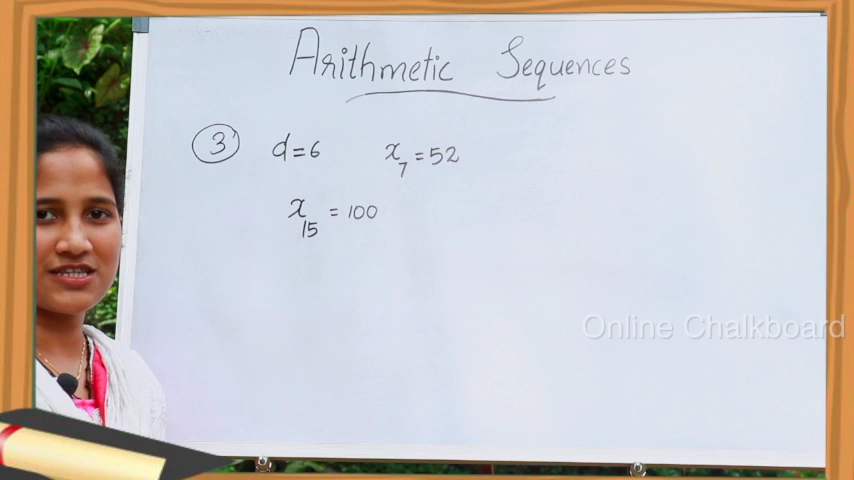 Arithmetic Sequences
3 d=6 x₇=52
x₁₅ = 100
Online Chalkboard